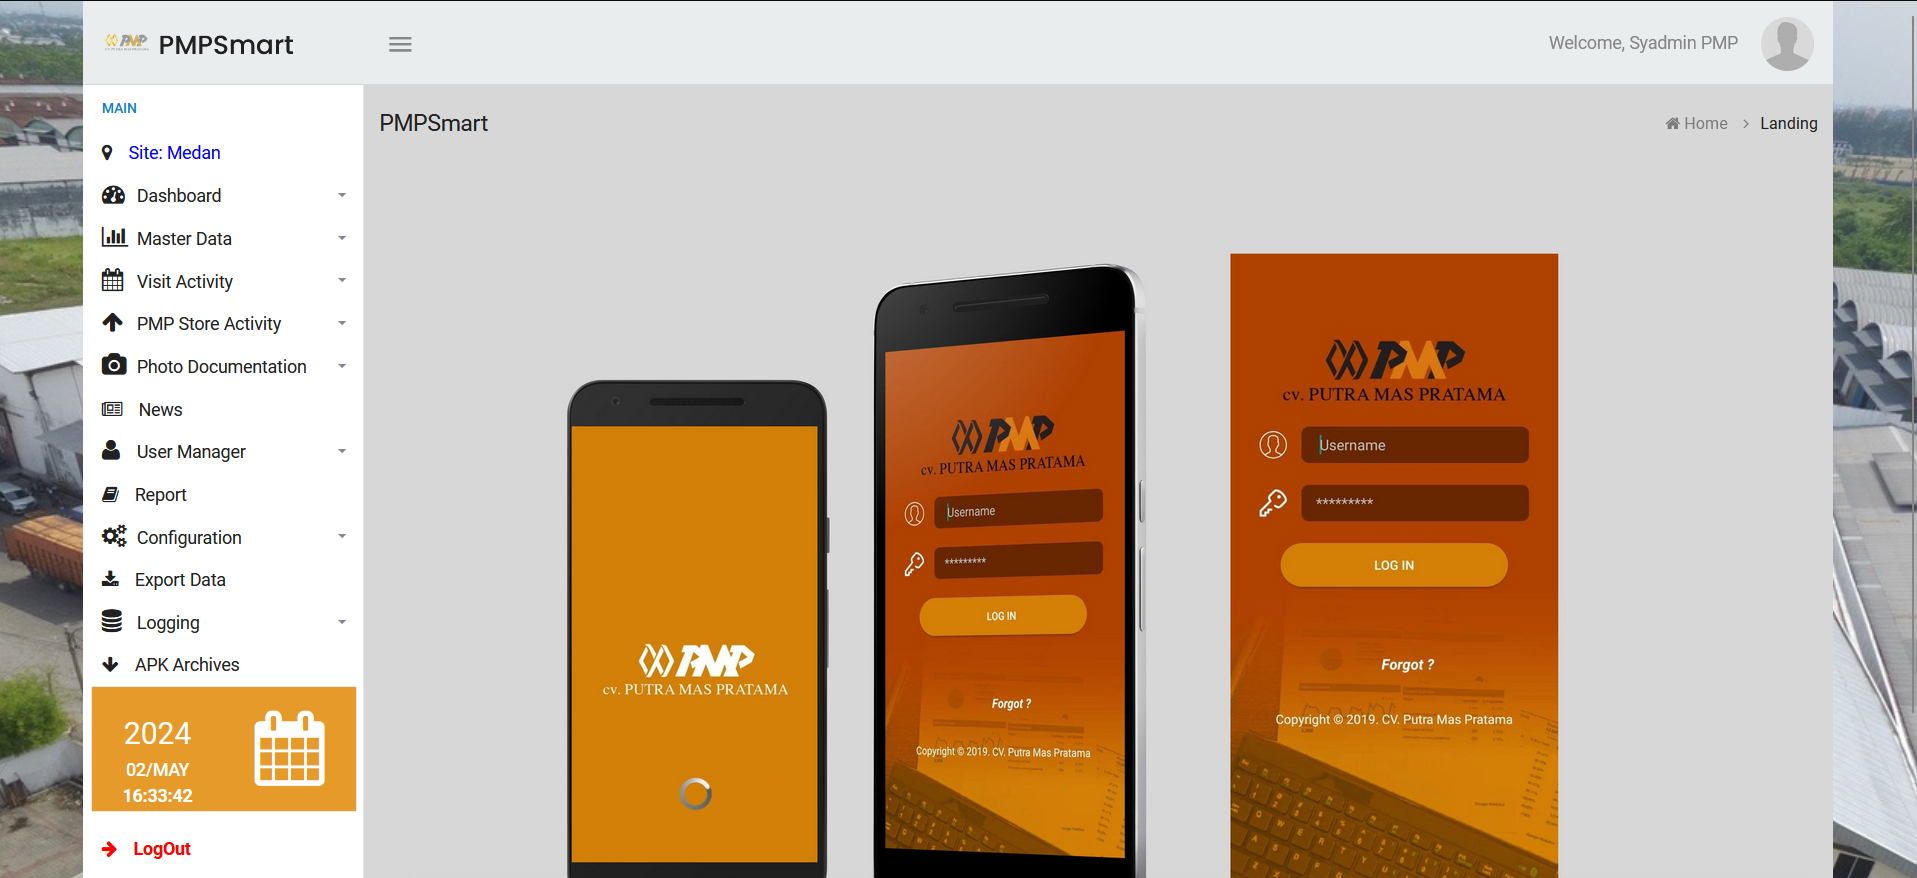 PMPSmart
Welcome, Syadmin PMP
MAIN
Site: Medan
Dashboard
Master Data
Visit Activity
PMP Store Activity
Photo Documentation
News
User Manager
Report
Configuration
Export Data
Logging
APK Archives
2024
02/MAY
16:33:42
LogOut
PMPSmart
Home > Landing
PMP
cv. PUTRA MAS PRATAMA
PMP
cv. PUTRA MAS PRATAMA
Username
*********
LOG IN
Forgot ?
Copyright © 2019. CV. Putra Mas Pratama
PMP
cv. PUTRA MAS PRATAMA
Username
*********
LOG IN
Forgot ?
Copyright © 2019. CV. Putra Mas Pratama